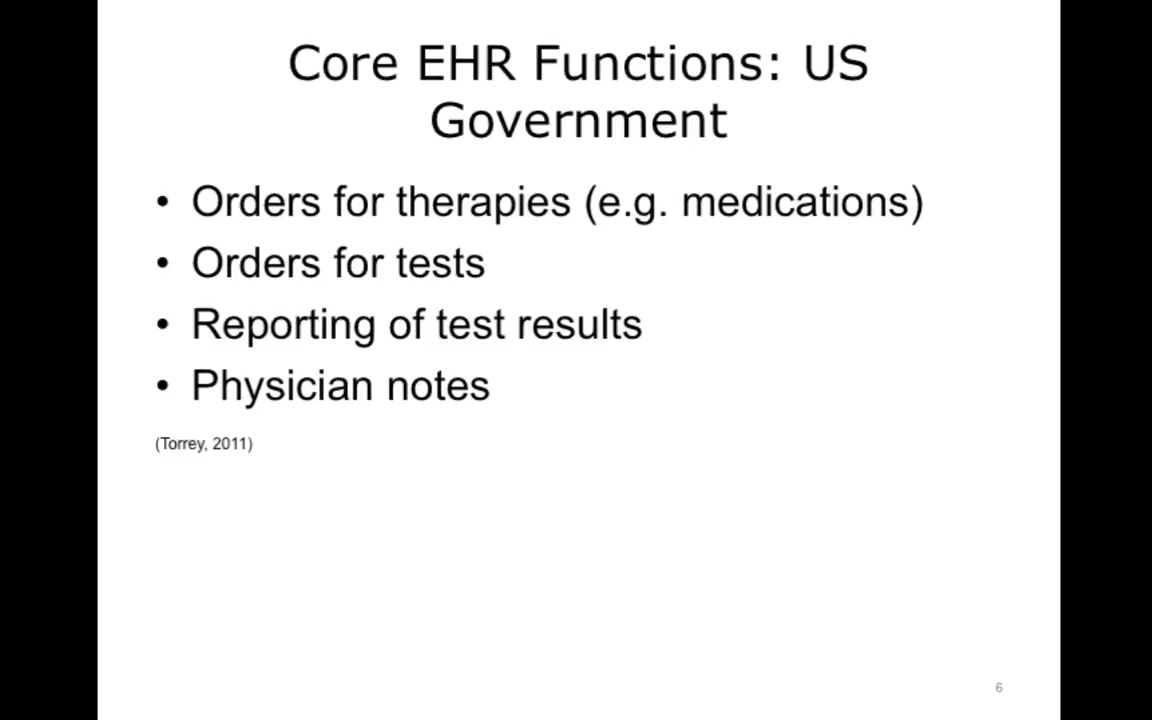 Core EHR Functions: US
Government
• Orders for therapies (e.g. medications)
• Orders for tests
• Reporting of test results
• Physician notes
(Torrey, 2011)
6